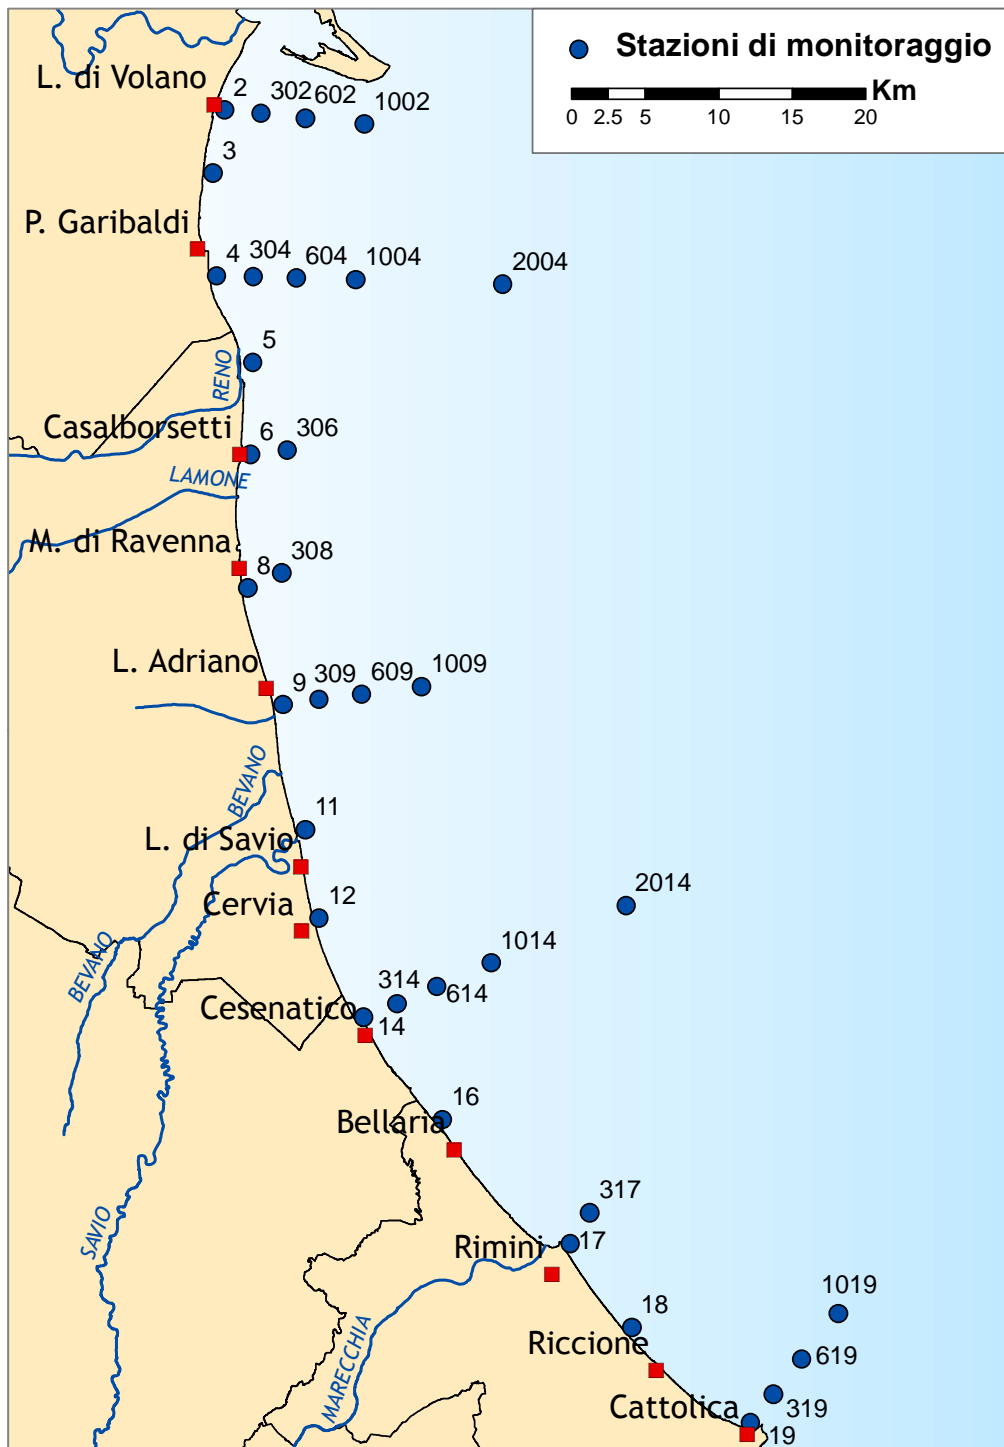 Stazioni di monitoraggio
Km
0 2.5 5 10 15 20
L. di Volano
2 302 602 1002
3
P. Garibaldi
4 304 604 1004 2004
5
RENO
Casalborsetti
6 306
LAMONE
M. di Ravenna
8 308
L. Adriano
9 309 609 1009
BEVANO
11
L. di Savio
2014
Cervia
12
BEVANO
1014
314
614
Cesenatico
14
16
Bellaria
317
SAVIO
17
Rimini
1019
18
Riccione
MARECCHIA
619
319
Cattolica
19